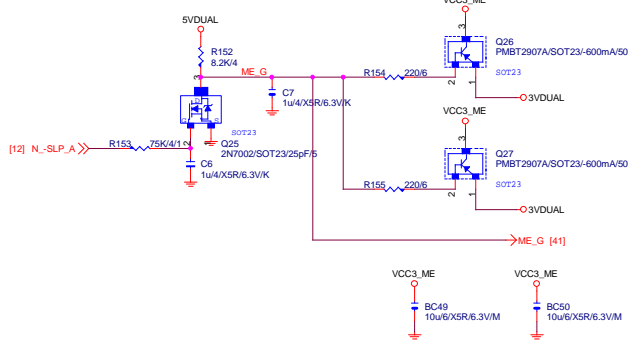 VCC3_ME
5VDUAL
3
Q26
PMBT2907A/SOT23/-600mA/50
R152
8.2K/4
ME_G
R154
220/6
SOT23
2
1
3
C7
1u/4/X5R/6.3V/K
3VDUAL
VCC3_ME
D
G
S
SOT23
3
Q27
PMBT2907A/SOT23/-600mA/50
[12] N_-SLP_A
R153
75K/4/1
2
1
Q25
2N7002/SOT23/25pF/5
C6
1u/4/X5R/6.3V/K
R155
220/6
SOT23
2
1
3VDUAL
ME_G [41]
VCC3_ME
VCC3_ME
BC49
10u/6/X5R/6.3V/M
BC50
10u/6/X5R/6.3V/M